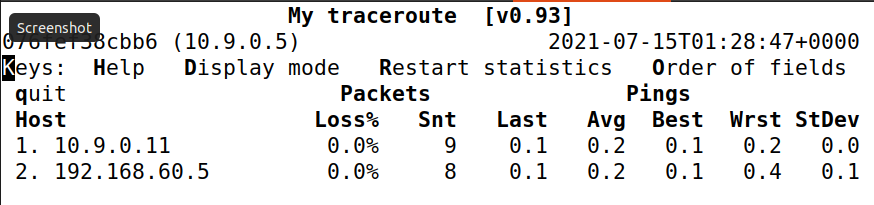 My traceroute [v0.93]
Screenshot
(10.9.0.5) 2021-07-15T01:28:47+0000
Keys: Help Display mode Restart statistics Order of fields
quit Packets Pings
Host Loss% Snt Last Avg Best Wrst StDev
1. 10.9.0.11 0.0% 9 0.1 0.2 0.1 0.2 0.0
2. 192.168.60.5 0.0% 8 0.1 0.2 0.1 0.4 0.1